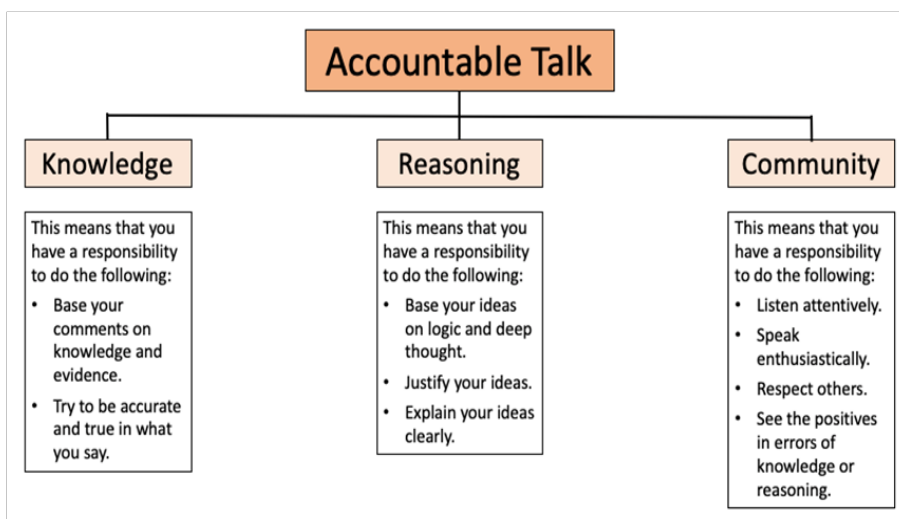 Accountable Talk
Knowledge
This means that you
have a responsibility
to do the following:
• Base your
comments on
knowledge and
evidence.
• Try to be accurate
and true in what
you say.
Reasoning
This means that you
have a responsibility
to do the following:
• Base your ideas
on logic and deep
thought.
• Justify your ideas.
• Explain your ideas
clearly.
Community
This means that you
have a responsibility
to do the following:
• Listen attentively.
• Speak
enthusiastically.
• Respect others.
• See the positives
in errors of
knowledge or
reasoning.